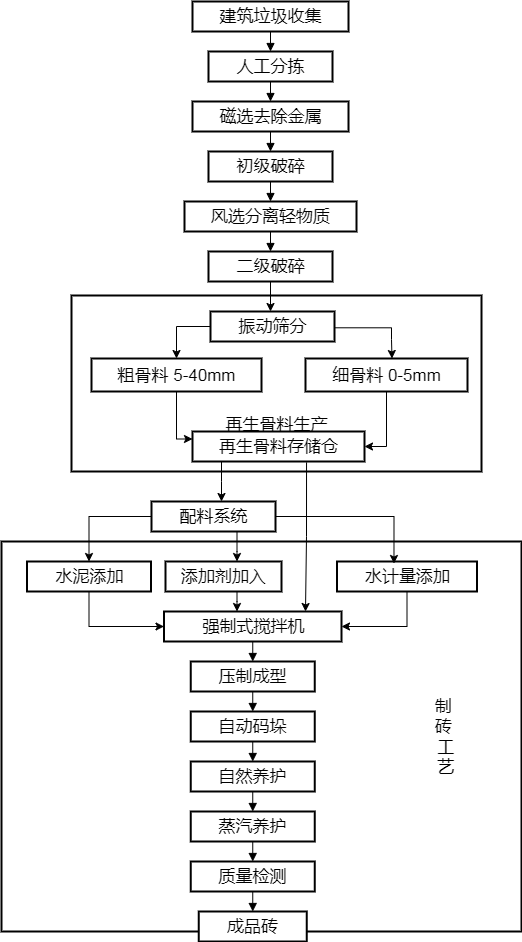 建筑垃圾收集
人工分拣
磁选去除金属
初级破碎
风选分离轻物质
二级破碎
振动筛分
粗骨料 5-40mm
细骨料 0-5mm
再生骨料生产
再生骨料存储仓
配料系统
水泥添加
添加剂加入
水计量添加
强制式搅拌机
压制成型
自动码垛
自然养护
蒸汽养护
质量检测
成品砖
制
砖
工
艺